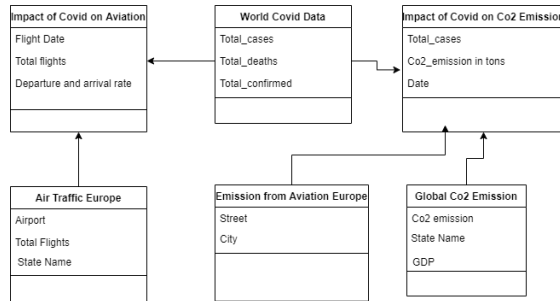 Impact of Covid on Aviation
Flight Date
Total flights
Departure and arrival rate
World Covid Data
Total_cases
Total_deaths
Total_confirmed
Impact of Covid on Co2 Emission
Total_cases
Co2_emission in tons
Date
Air Traffic Europe
Airport
Total Flights
State Name
Emission from Aviation Europe
Street
City
Global Co2 Emission
Co2 emission
State Name
GDP